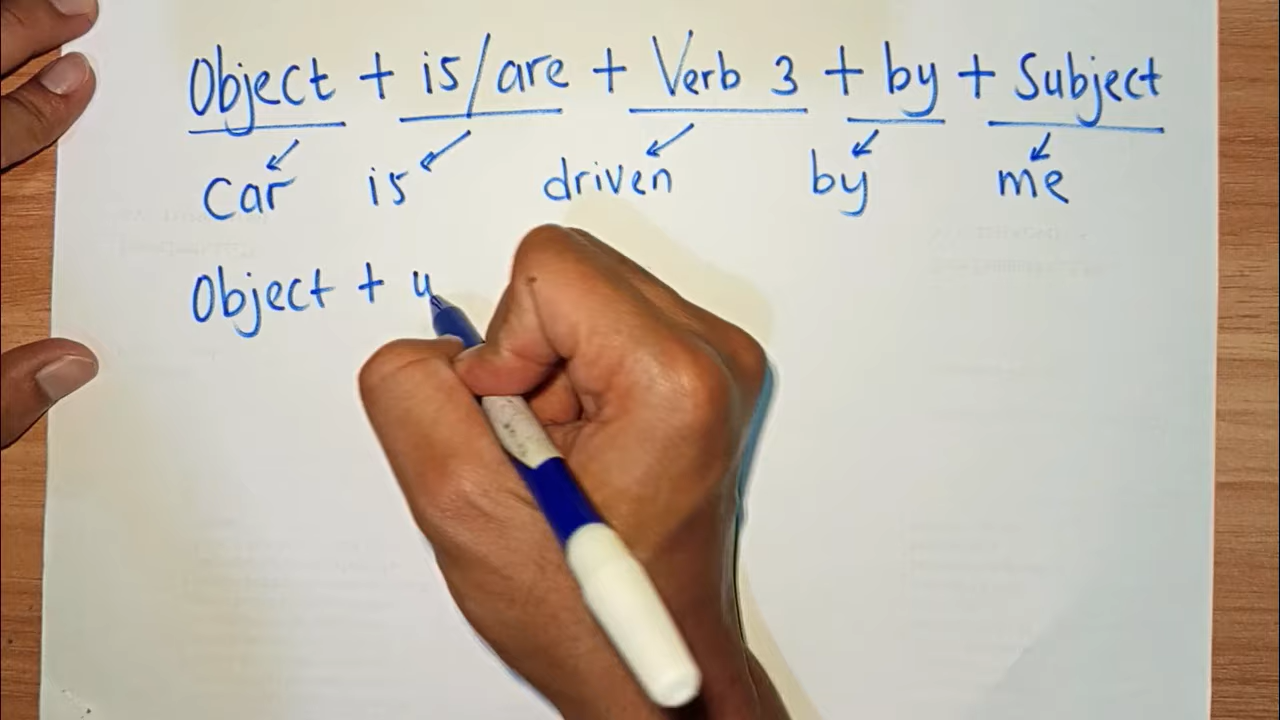 Object + is/are + Verb 3 + by + Subject
Car is driven by me
Object +